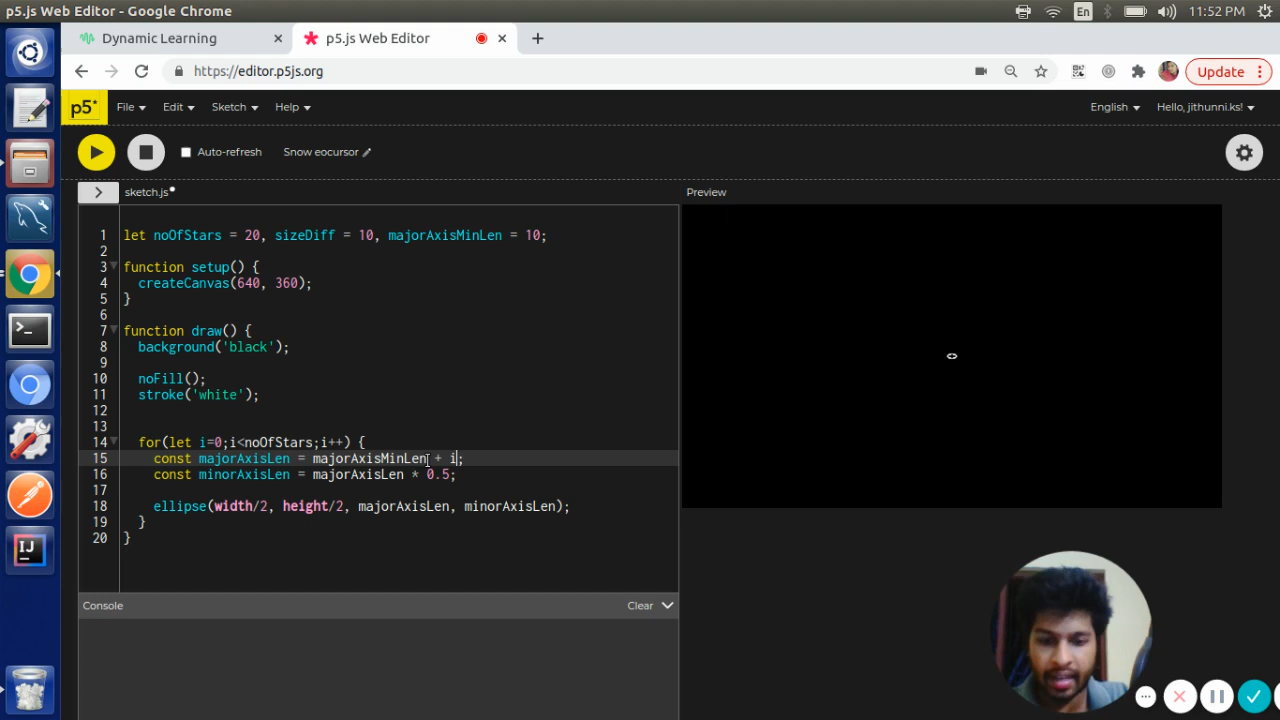 p5.js Web Editor - Google Chrome
En
11:52 PM
Dynamic Learning
p5.js Web Editor
https://editor.p5js.org
Update
p5*
File
Edit
Sketch
Help
English
Hello, jithunni.ks!
Auto-refresh
Snow eocursor
sketch.js
Preview
1 let noOfStars = 20, sizeDiff = 10, majorAxisMinLen = 10;
2
3 function setup() {
4 createCanvas(640, 360);
5 }
6
7 function draw() {
8 background('black');
9
10 noFill();
11 stroke('white');
12
13
14 for(let i=0;i<noOfStars;i++) {
15 const majorAxisLen = majorAxisMinLen + i;
16 const minorAxisLen = majorAxisLen * 0.5;
17
18 ellipse(width/2, height/2, majorAxisLen, minorAxisLen);
19 }
20 }
Console
Clear
IJ